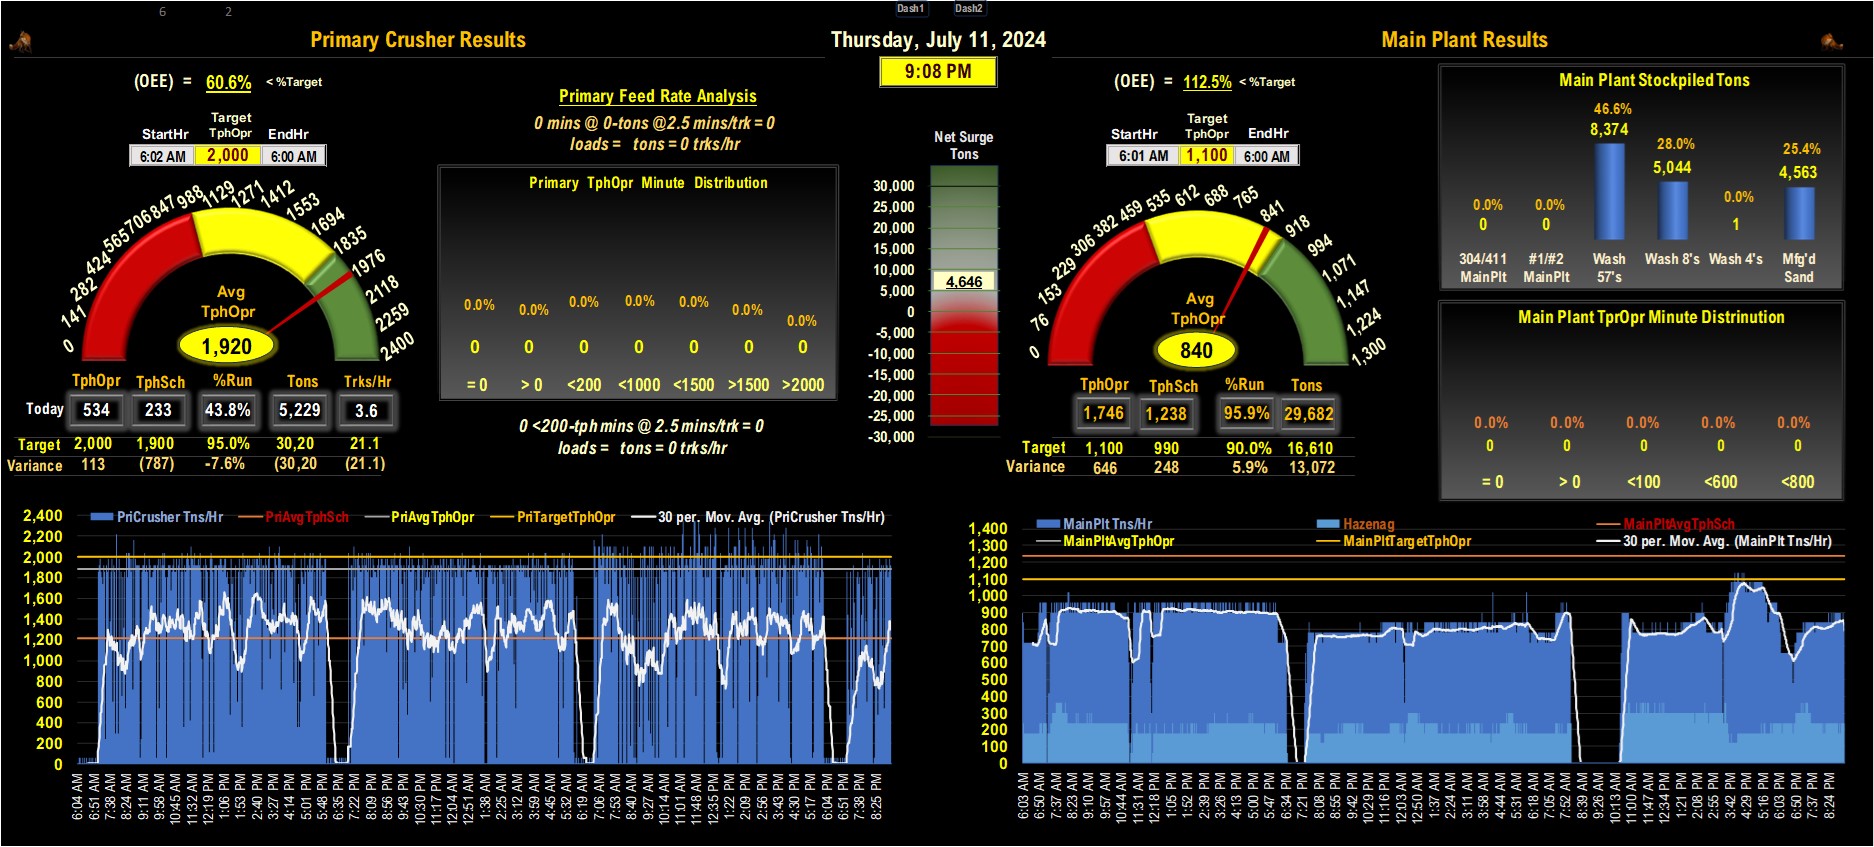 6 2 Dash1 Dash2
Primary Crusher Results
Thursday, July 11, 2024
Main Plant Results
9:08 PM
(OEE) = 60.6% < %Target
Target
StartHr TphOpr EndHr
6:02 AM 2,000 6:00 AM
0 141 282 424 565 706 847 988 1129 1271 1412 1553 1694 1835 1976 2118 2259 2400
Avg
TphOpr
1,920
TphOpr TphSch %Run Tons Trks/Hr
Today 534 233 43.8% 5,229 3.6
Target 2,000 1,900 95.0% 30,20 21.1
Variance 113 (787) -7.6% (30,20 (21.1)
Primary Feed Rate Analysis
0 mins @ 0-tons @2.5 mins/trk = 0
loads = tons = 0 trks/hr
Primary TphOpr Minute Distribution
0.0% 0.0% 0.0% 0.0% 0.0% 0.0% 0.0%
0 0 0 0 0 0 0
= 0 > 0 <200 <1000 <1500 >1500 >2000
0 <200-tph mins @ 2.5 mins/trk = 0
loads = tons = 0 trks/hr
Net Surge
Tons
30,000
25,000
20,000
15,000
10,000
4,646
5,000
0
-5,000
-10,000
-15,000
-20,000
-25,000
-30,000
(OEE) = 112.5% < %Target
Target
StartHr TphOpr EndHr
6:01 AM 1,100 6:00 AM
0 76 153 229 306 382 459 535 612 688 765 841 918 994 1,071 1,147 1,224 1,300
Avg
TphOpr
840
TphOpr TphSch %Run Tons
1,746 1,238 95.9% 29,682
Target 1,100 990 90.0% 16,610
Variance 646 248 5.9% 13,072
Main Plant Stockpiled Tons
0.0% 0.0% 46.6% 28.0% 0.0% 25.4%
0 0 8,374 5,044 1 4,563
304/411 #1/#2 Wash Wash 8's Wash 4's Mfg'd
MainPlt MainPlt 57's Sand
Main Plant TprOpr Minute Distrinution
0.0% 0.0% 0.0% 0.0% 0.0%
0 0 0 0 0
= 0 > 0 <100 <600 <800
PriCrusher Tns/Hr PriAvgTphSch PriAvgTphOpr PriTargetTphOpr 30 per. Mov. Avg. (PriCrusher Tns/Hr)
2,400
2,200
2,000
1,800
1,600
1,400
1,200
1,000
800
600
400
200
0
6:04 AM 6:51 AM 7:38 AM 8:24 AM 9:11 AM 9:58 AM 10:45 AM 11:32 AM 12:19 PM 1:06 PM 1:53 PM 2:40 PM 3:27 PM 4:14 PM 5:01 PM 5:48 PM 6:35 PM 7:22 PM 8:09 PM 8:56 PM 9:43 PM 10:30 PM 11:17 PM 12:04 AM 12:51 AM 1:38 AM 2:25 AM 3:12 AM 3:59 AM 4:45 AM 5:32 AM 6:19 AM 7:06 AM 7:53 AM 8:40 AM 9:27 AM 10:14 AM 11:01 AM 11:48 AM 12:35 PM 1:22 PM 2:09 PM 2:56 PM 3:43 PM 4:30 PM 5:17 PM 6:04 PM 6:51 PM 7:38 PM 8:25 PM
MainPlt Tns/Hr Hazenag MainPltAvgTphSch
MainPltAvgTphOpr MainPltTargetTphOpr 30 per. Mov. Avg. (MainPlt Tns/Hr)
1,400
1,300
1,200
1,100
1,000
900
800
700
600
500
400
300
200
100
0
6:03 AM 6:50 AM 7:37 AM 8:23 AM 9:10 AM 9:57 AM 10:44 AM 11:31 AM 12:18 PM 1:05 PM 1:52 PM 2:39 PM 3:26 PM 4:13 PM 5:00 PM 5:47 PM 6:34 PM 7:21 PM 8:08 PM 8:55 PM 9:42 PM 10:29 PM 11:16 PM 12:03 AM 12:50 AM 1:37 AM 2:24 AM 3:11 AM 3:58 AM 4:44 AM 5:31 AM 6:18 AM 7:05 AM 7:52 AM 8:39 AM 9:26 AM 10:13 AM 11:00 AM 11:47 AM 12:34 PM 1:21 PM 2:08 PM 2:55 PM 3:42 PM 4:29 PM 5:16 PM 6:03 PM 6:50 PM 7:37 PM 8:24 PM